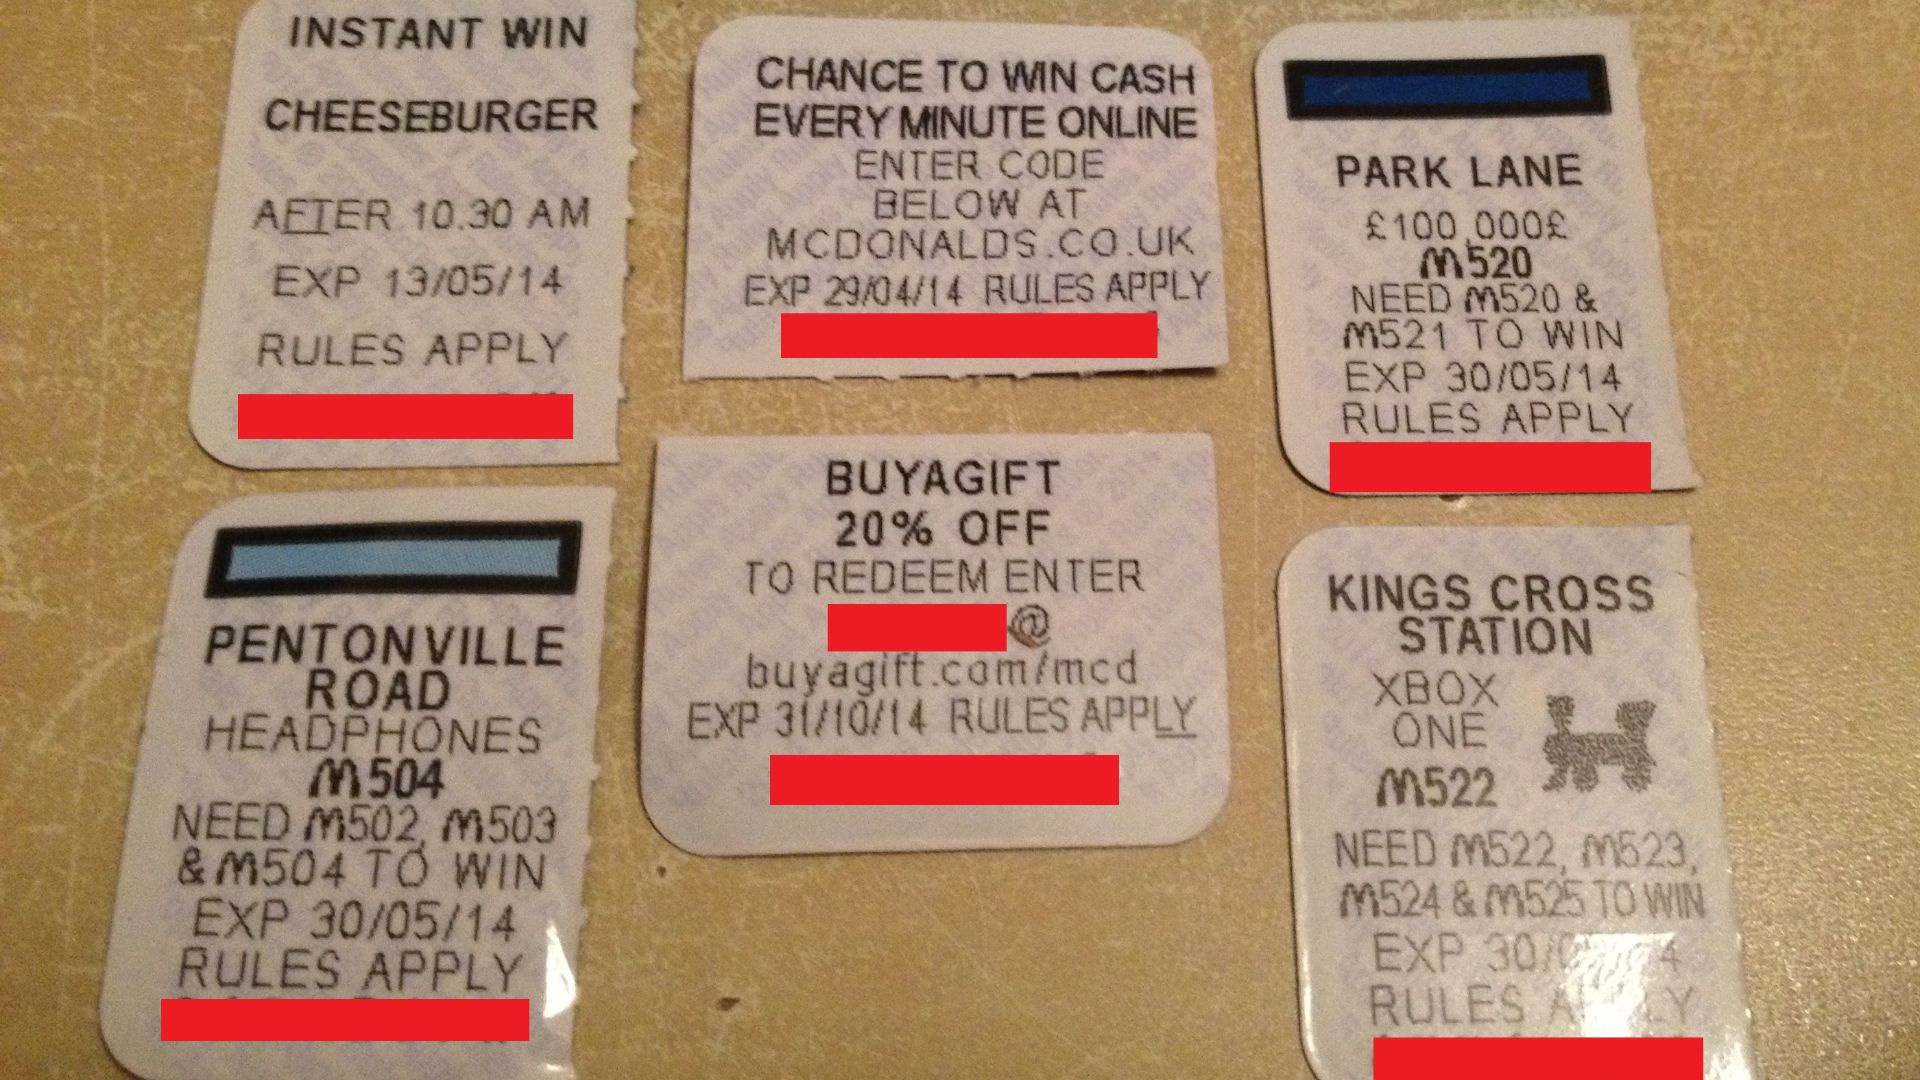 INSTANT WIN
CHEESEBURGER
AFTER 10.30 AM
EXP 13/05/14
RULES APPLY
CHANCE TO WIN CASH
EVERY MINUTE ONLINE
ENTER CODE
BELOW AT
MCDONALDS.CO.UK
EXP 29/04/14 RULES APPLY
PARK LANE
£100,000£
M520
NEED M520 &
M521 TO WIN
EXP 30/05/14
RULES APPLY
PENTONVILLE
ROAD
HEADPHONES
M504
NEED M502, M503
& M504 TO WIN
EXP 30/05/14
RULES APPLY
BUYAGIFT
20% OFF
TO REDEEM ENTER
@
buyagift.com/mcd
EXP 31/10/14 RULES APPLY
KINGS CROSS
STATION
XBOX
ONE
M522
NEED M522, M523,
M524 & M525 TO WIN
EXP
RULES